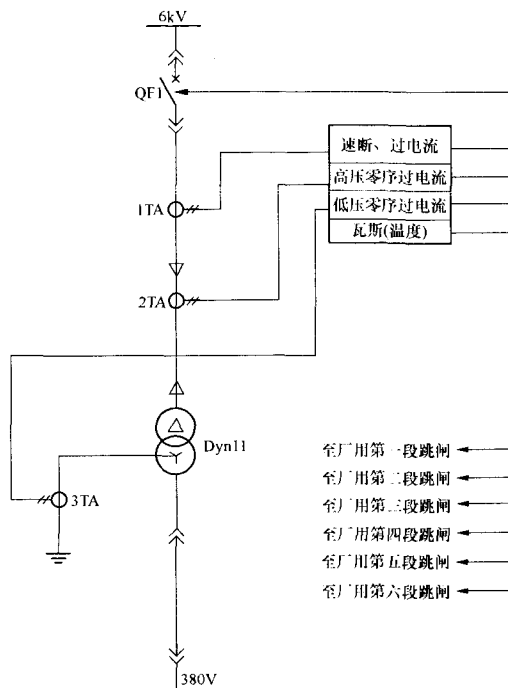 6kV
QF1
速断、过电流
高压零序过电流
低压零序过电流
瓦斯(温度)
1TA
2TA
Dyn11
3TA
至厂用第一段跳闸
至厂用第二段跳闸
至厂用第三段跳闸
至厂用第四段跳闸
至厂用第五段跳闸
至厂用第六段跳闸
380V